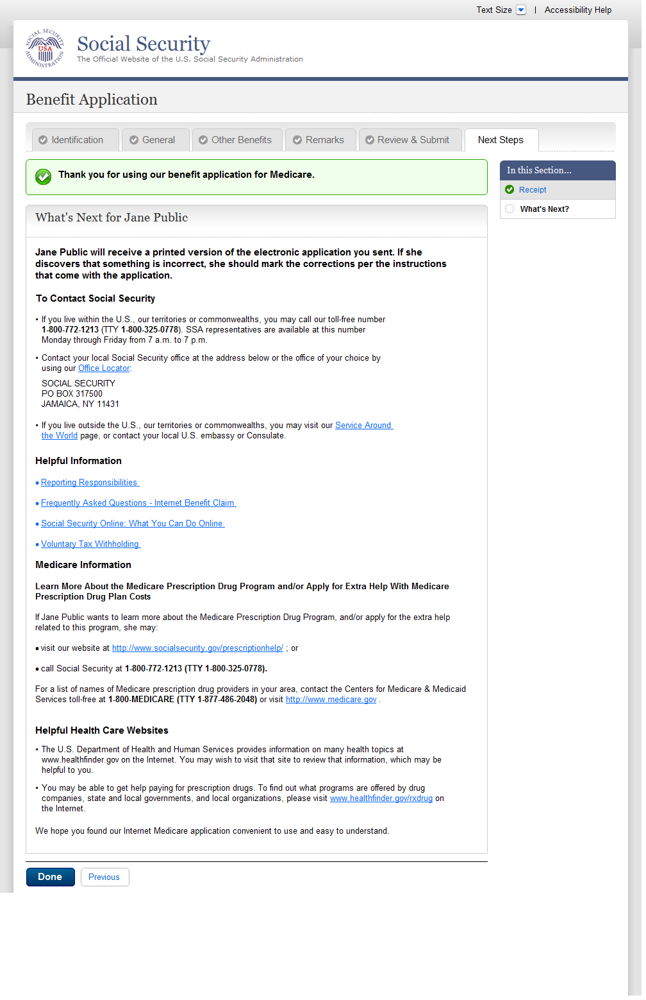 Text Size | Accessibility Help
SOCIAL SECURITY ADMINISTRATION
USA
Social Security
The Official Website of the U.S. Social Security Administration
Benefit Application
Identification General Other Benefits Remarks Review & Submit Next Steps
Thank you for using our benefit application for Medicare.
In this Section...
Receipt
What's Next?
What's Next for Jane Public
Jane Public will receive a printed version of the electronic application you sent. If she
discovers that something is incorrect, she should mark the corrections per the instructions
that come with the application.
To Contact Social Security
• If you live within the U.S., our territories or commonwealths, you may call our toll-free number
1-800-772-1213 (TTY 1-800-325-0778). SSA representatives are available at this number
Monday through Friday from 7 a.m. to 7 p.m.
• Contact your local Social Security office at the address below or the office of your choice by
using our Office Locator:
SOCIAL SECURITY
PO BOX 317500
JAMAICA, NY 11431
• If you live outside the U.S., our territories or commonwealths, you may visit our Service Around
the World page, or contact your local U.S. embassy or Consulate.
Helpful Information
• Reporting Responsibilities
• Frequently Asked Questions - Internet Benefit Claim
• Social Security Online: What You Can Do Online
• Voluntary Tax Withholding
Medicare Information
Learn More About the Medicare Prescription Drug Program and/or Apply for Extra Help With Medicare
Prescription Drug Plan Costs
If Jane Public wants to learn more about the Medicare Prescription Drug Program, and/or apply for the extra help
related to this program, she may:
• visit our website at http://www.socialsecurity.gov/prescriptionhelp/ ; or
• call Social Security at 1-800-772-1213 (TTY 1-800-325-0778).
For a list of names of Medicare prescription drug providers in your area, contact the Centers for Medicare & Medicaid
Services toll-free at 1-800-MEDICARE (TTY 1-877-486-2048) or visit http://www.medicare.gov .
Helpful Health Care Websites
• The U.S. Department of Health and Human Services provides information on many health topics at
www.healthfinder.gov on the Internet. You may wish to visit that site to review that information, which may be
helpful to you.
• You may be able to get help paying for prescription drugs. To find out what programs are offered by drug
companies, state and local governments, and local organizations, please visit www.healthfinder.gov/rxdrug on
the Internet.
We hope you found our Internet Medicare application convenient to use and easy to understand.
Done Previous